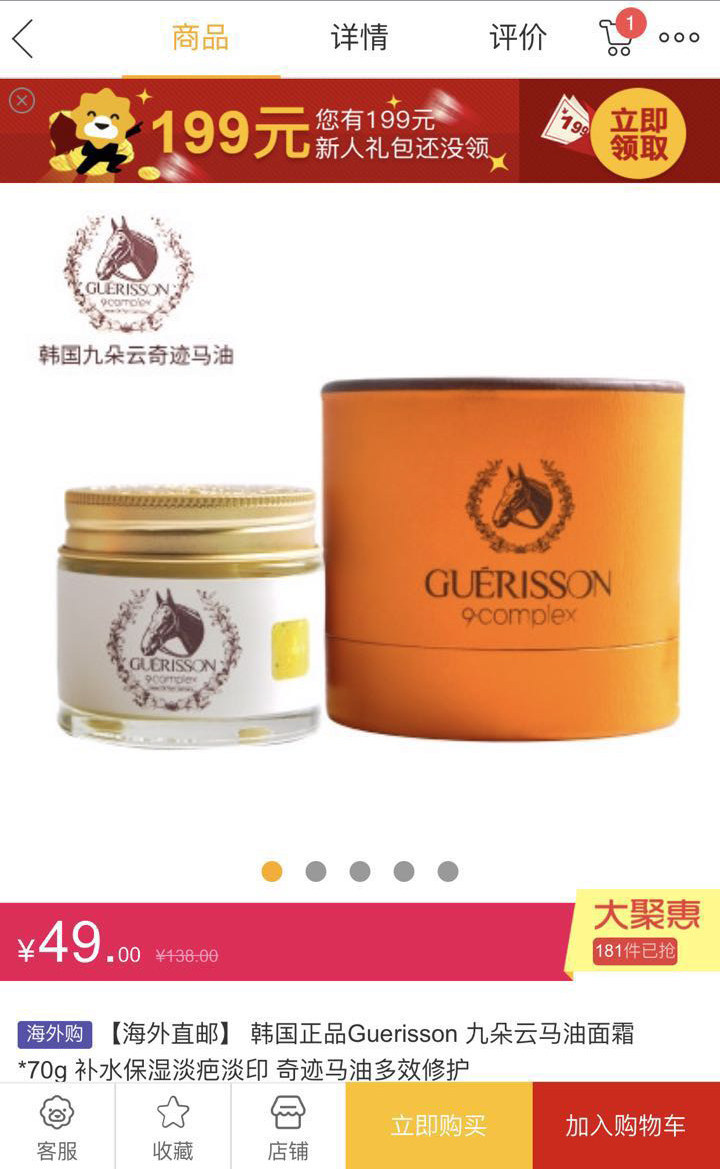 商品 详情 评价 1
199元 您有199元
新人礼包还没领
199
立即
领取
GUÉRISSON
9complex
韩国九朵云奇迹马油
GUÉRISSON
9complex
GUÉRISSON
9complex
大聚惠
¥49.00 ¥138.00 181件已抢
海外购 【海外直邮】 韩国正品Guerisson 九朵云马油面霜
*70g 补水保湿淡疤淡印 奇迹马油多效修护
客服 收藏 店铺 立即购买 加入购物车